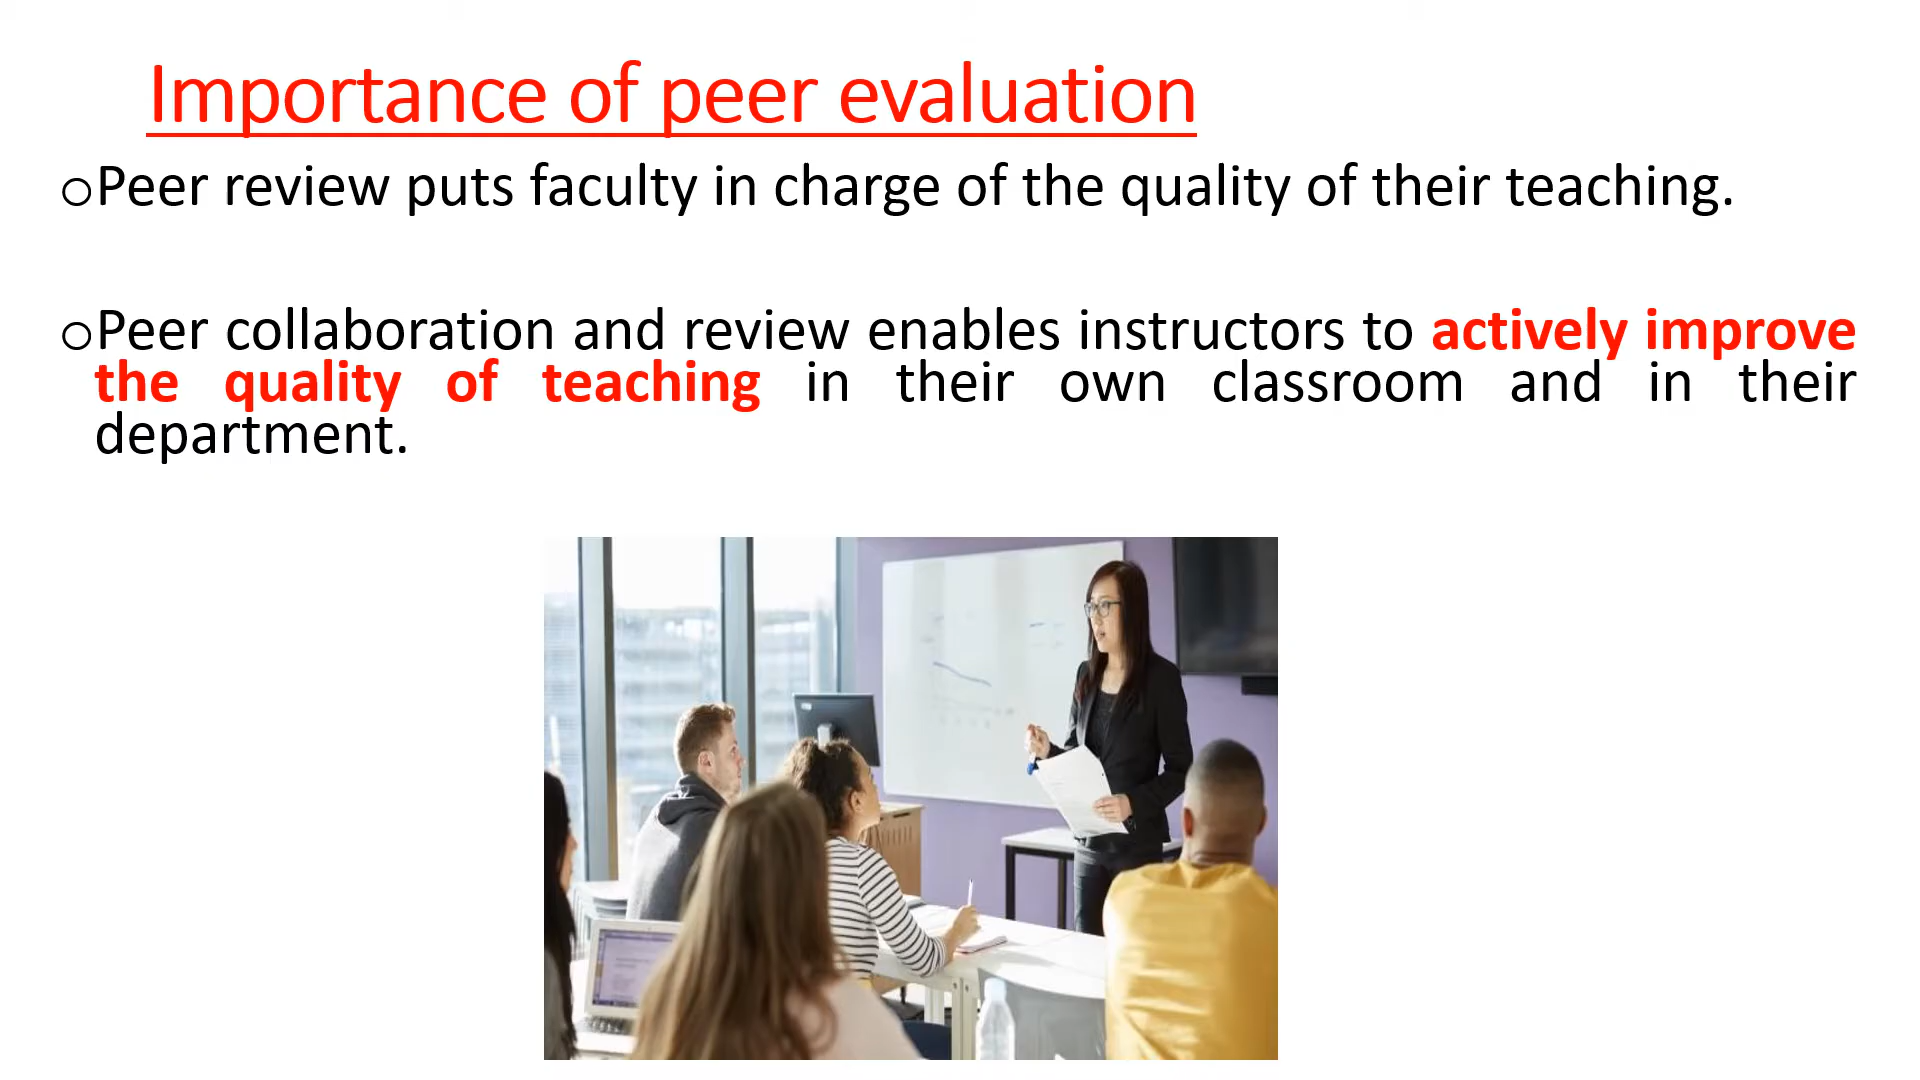 Importance of peer evaluation
oPeer review puts faculty in charge of the quality of their teaching.
oPeer collaboration and review enables instructors to actively improve
the quality of teaching in their own classroom and in their
department.